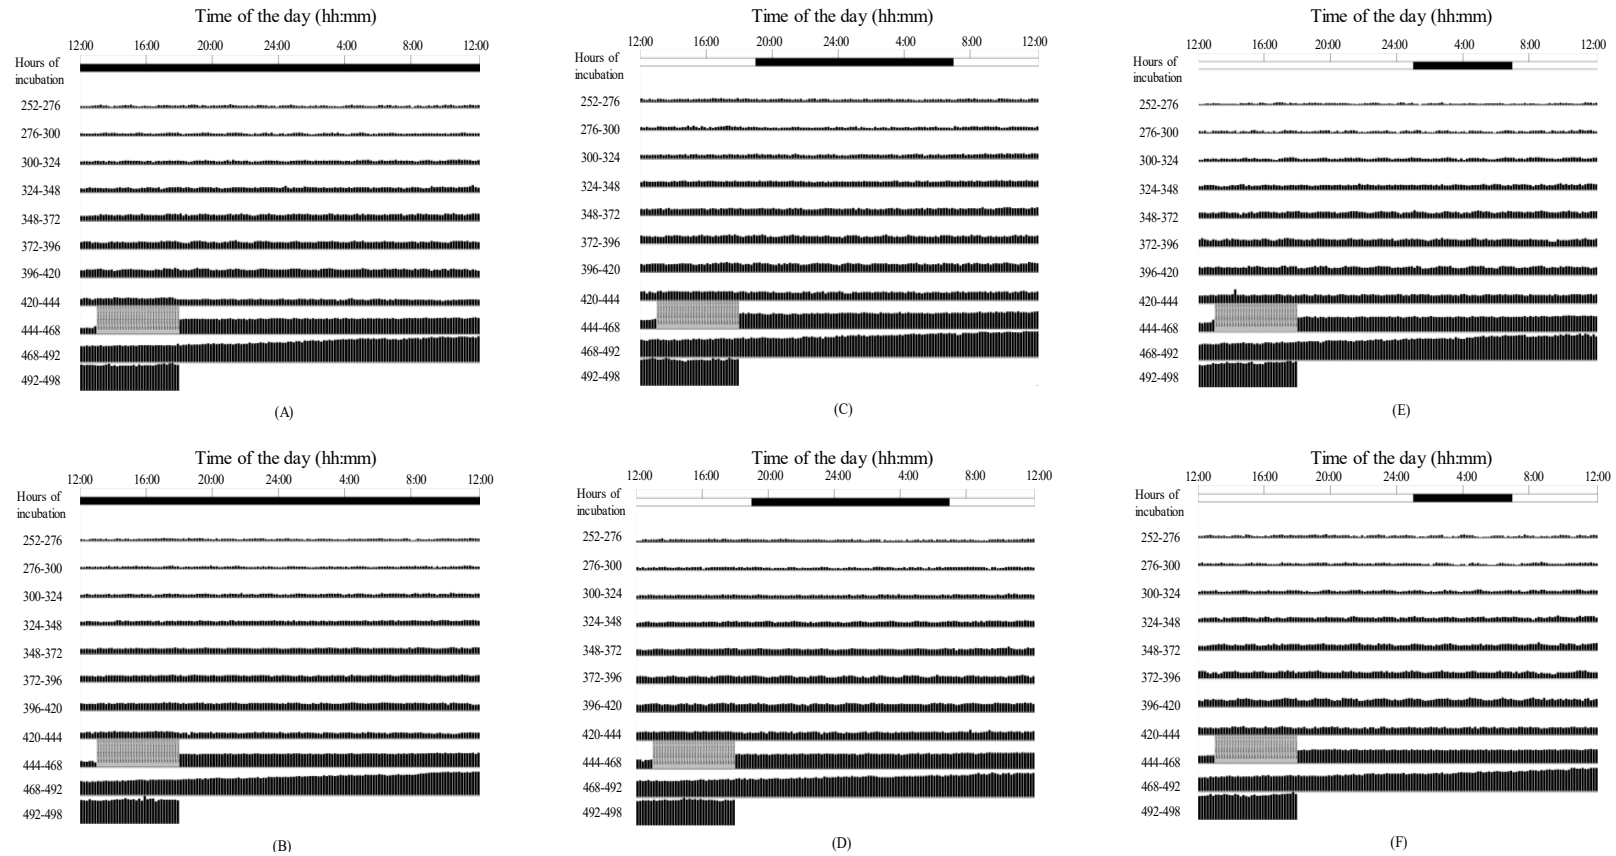 Time of the day (hh:mm)
12:00 16:00 20:00 24:00 4:00 8:00 12:00
Hours of
incubation
252-276
276-300
300-324
324-348
348-372
372-396
396-420
420-444
444-468
468-492
492-498
(A)
Time of the day (hh:mm)
12:00 16:00 20:00 24:00 4:00 8:00 12:00
Hours of
incubation
252-276
276-300
300-324
324-348
348-372
372-396
396-420
420-444
444-468
468-492
492-498
(C)
Time of the day (hh:mm)
12:00 16:00 20:00 24:00 4:00 8:00 12:00
Hours of
incubation
252-276
276-300
300-324
324-348
348-372
372-396
396-420
420-444
444-468
468-492
492-498
(E)
Time of the day (hh:mm)
12:00 16:00 20:00 24:00 4:00 8:00 12:00
Hours of
incubation
252-276
276-300
300-324
324-348
348-372
372-396
396-420
420-444
444-468
468-492
492-498
(B)
Time of the day (hh:mm)
12:00 16:00 20:00 24:00 4:00 8:00 12:00
Hours of
incubation
252-276
276-300
300-324
324-348
348-372
372-396
396-420
420-444
444-468
468-492
492-498
(D)
Time of the day (hh:mm)
12:00 16:00 20:00 24:00 4:00 8:00 12:00
Hours of
incubation
252-276
276-300
300-324
324-348
348-372
372-396
396-420
420-444
444-468
468-492
492-498
(F)